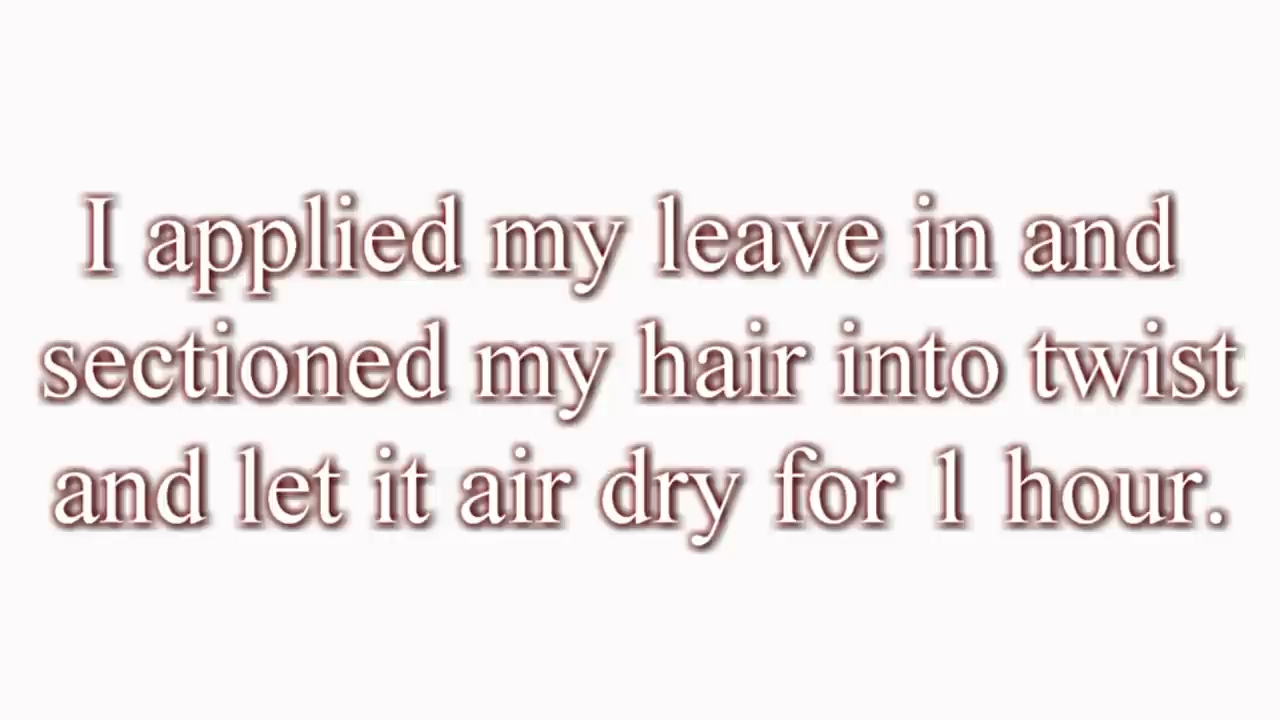 I applied my leave in and
sectioned my hair into twist
and let it air dry for 1 hour.